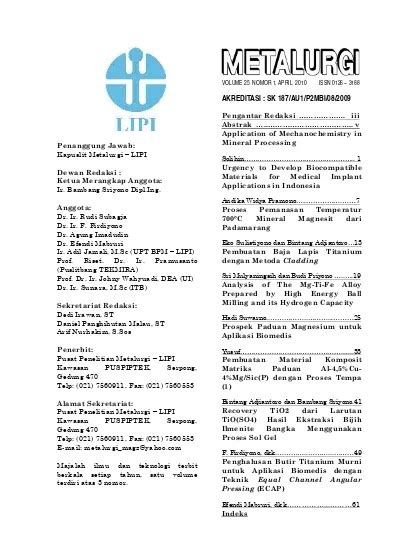 LIPI
Penanggung Jawab:
Kapuslit Metalurgi – LIPI
Dewan Redaksi :
Ketua Merangkap Anggota:
Ir. Bambang Sriyono Dipl.Ing.
Anggota:
Dr. Ir. Rudi Subagja
Dr. Ir. F. Firdiyono
Dr. Agung Imadudin
Dr. Efendi Mabruri
Ir. Adil Jamali, M.Sc (UPT BPM – LIPI)
Prof. Riset. Dr. Ir. Pramusanto
(Puslitbang TEKMIRA)
Prof. Dr. Ir. Johny Wahyuadi, DEA (UI)
Dr. Ir. Sunara, M.Sc (ITB)
Sekretariat Redaksi:
Dedi Irawan, ST
Daniel Panghihutan Malau, ST
Arif Nurhakim, S.Sos
Penerbit:
Pusat Penelitian Metalurgi – LIPI
Kawasan PUSPIPTEK, Serpong,
Gedung 470
Telp: (021) 7560911, Fax: (021) 7560553
Alamat Sekretariat:
Pusat Penelitian Metalurgi – LIPI
Kawasan PUSPIPTEK, Serpong,
Gedung 470
Telp: (021) 7560911, Fax: (021) 7560553
E-mail: metalurgi_magz@yahoo.com
Majalah ilmu dan teknologi terbit
berkala setiap tahun, satu volume
terdiri atas 3 nomor.
METALURGI
VOLUME 25 NOMOR 1, APRIL 2010 ISSN 0126 – 3188
AKREDITASI : SK 187/AU1/P2MBI/08/2009
Pengantar Redaksi ................... iii
Abstrak ................................... v
Application of Mechanochemistry in
Mineral Processing
Solihin............................................ 1
Urgency to Develop Biocompatible
Materials for Medical Implant
Applications in Indonesia
Andika Widya Pramono......................7
Proses Pemanasan Temperatur
700°C Mineral Magnesit dari
Padamarang
Eko Sulistiyono dan Bintang Adjiantoro...13
Pembuatan Baja Lapis Titanium
dengan Metoda Cladding
Sri Mulyaningsih dan Budi Priyono ........19
Analysis of The Mg-Ti-Fe Alloy
Prepared by High Energy Ball
Milling and its Hydrogen Capacity
Hadi Suwarno.................................25
Prospek Paduan Magnesium untuk
Aplikasi Biomedis
Yusuf............................................33
Pembuatan Material Komposit
Matriks Paduan Al-4,5%Cu-
4%Mg/Sic(P) dengan Proses Tempa
(I)
Bintang Adjiantoro dan Bambang Sriyono.41
Recovery TiO2 dari Larutan
TiO(SO4) Hasil Ekstraksi Bijih
Ilmenite Bangka Menggunakan
Proses Sol Gel
F. Firdiyono, dkk.............................49
Penghalusan Butir Titanium Murni
untuk Aplikasi Biomedis dengan
Teknik Equal Channel Angular
Pressing (ECAP)
Efendi Mabruri, dkk..........................61
Indeks